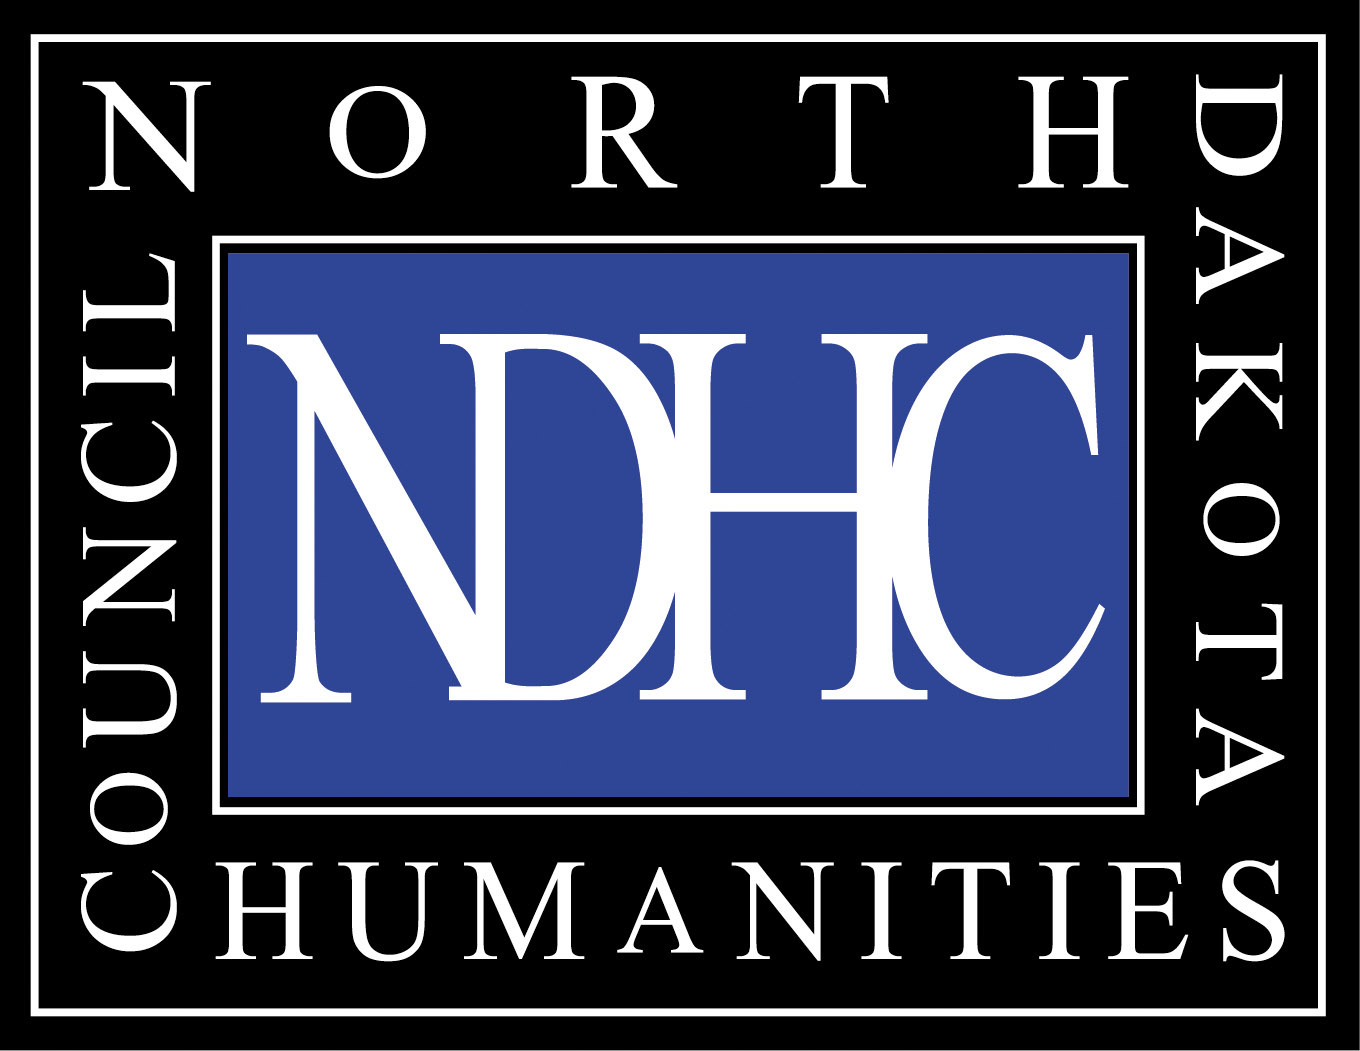 NORTH
DAKOTA
HUMANITIES
COUNCIL
NDHC